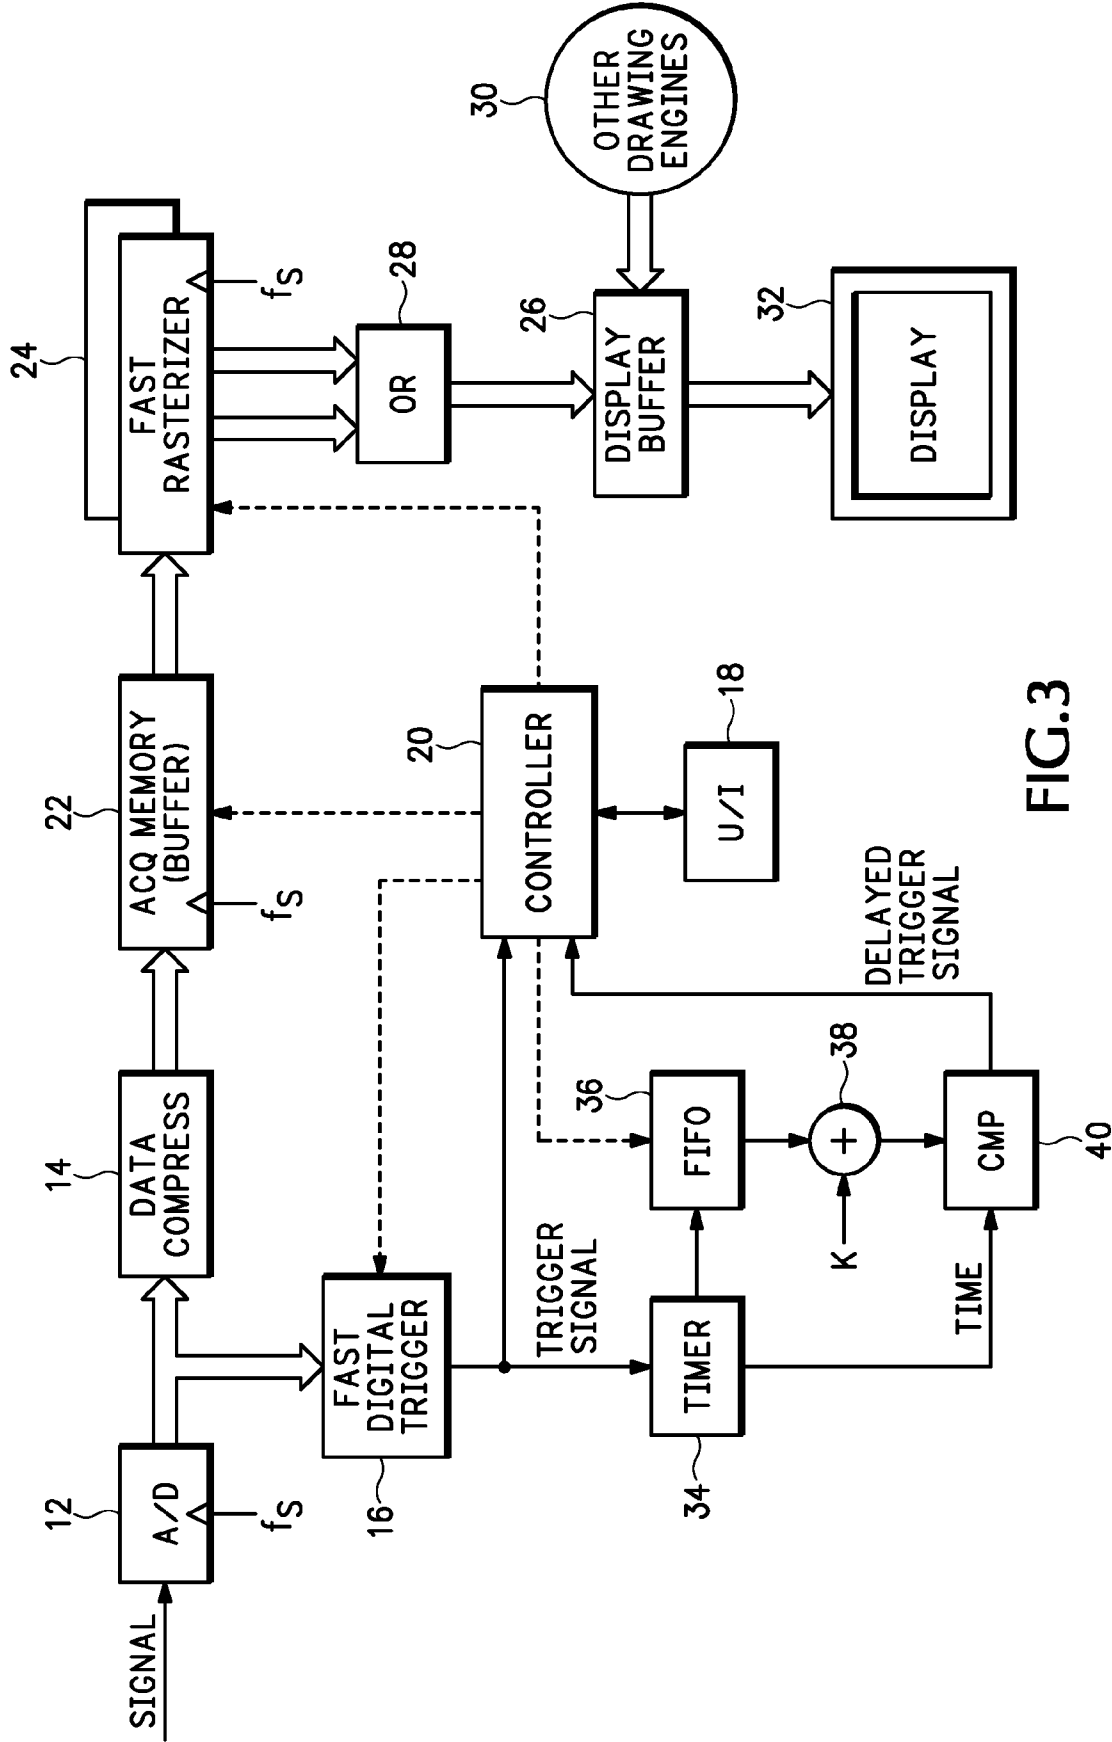 SIGNAL
12
A/D
fS
14
DATA
COMPRESS
22
ACQ MEMORY
(BUFFER)
fS
24
FAST
RASTERIZER
fS
16
FAST
DIGITAL
TRIGGER
20
CONTROLLER
28
OR
18
U/I
TRIGGER
SIGNAL
34
TIMER
36
FIFO
K
+
38
TIME
CMP
40
DELAYED
TRIGGER
SIGNAL
26
DISPLAY
BUFFER
30
OTHER
DRAWING
ENGINES
32
DISPLAY
FIG.3